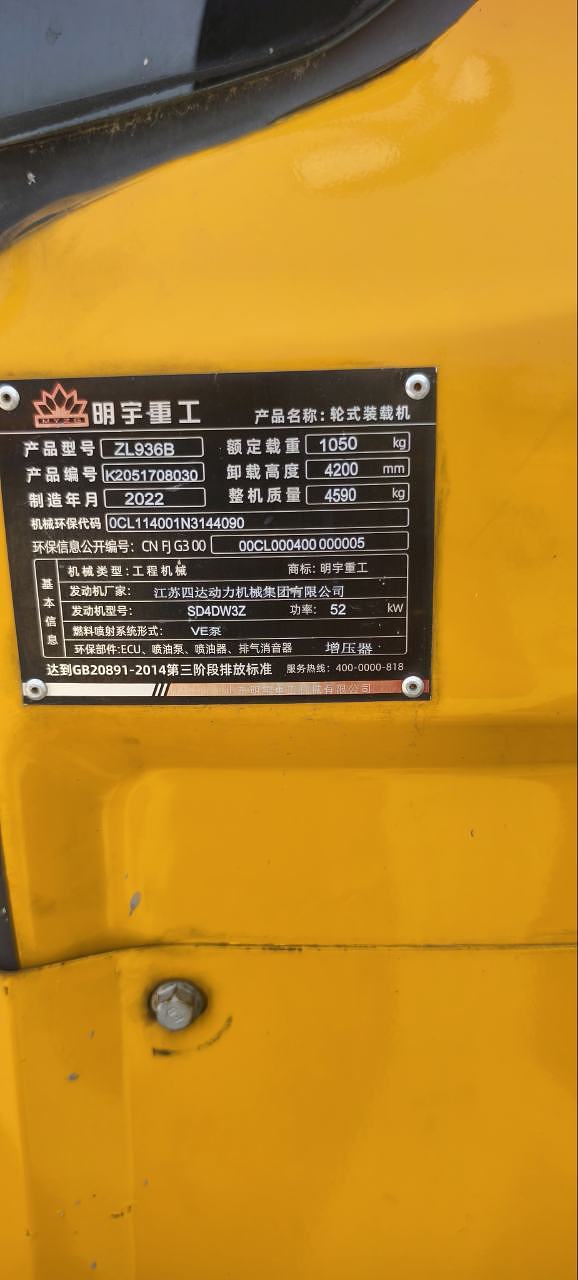 MYZG 明宇重工 产品名称：轮式装载机
产品型号 ZL936B 额定载重 1050 kg
产品编号 K2051708030 卸载高度 4200 mm
制造年月 2022 整机质量 4590 kg
机械环保代码 0CL114001N3144090
环保信息公开编号： CN FJ G3 00 00CL000400 000005
基本信息
机械类型：工程机械 商标：明宇重工
发动机厂家： 江苏四达动力机械集团有限公司
发动机型号： SD4DW3Z 功率： 52 kW
燃料喷射系统形式： VE泵
环保部件:ECU、喷油泵、喷油器、排气消音器 增压器
达到GB20891-2014第三阶段排放标准 服务热线：400-0000-818
有限公司